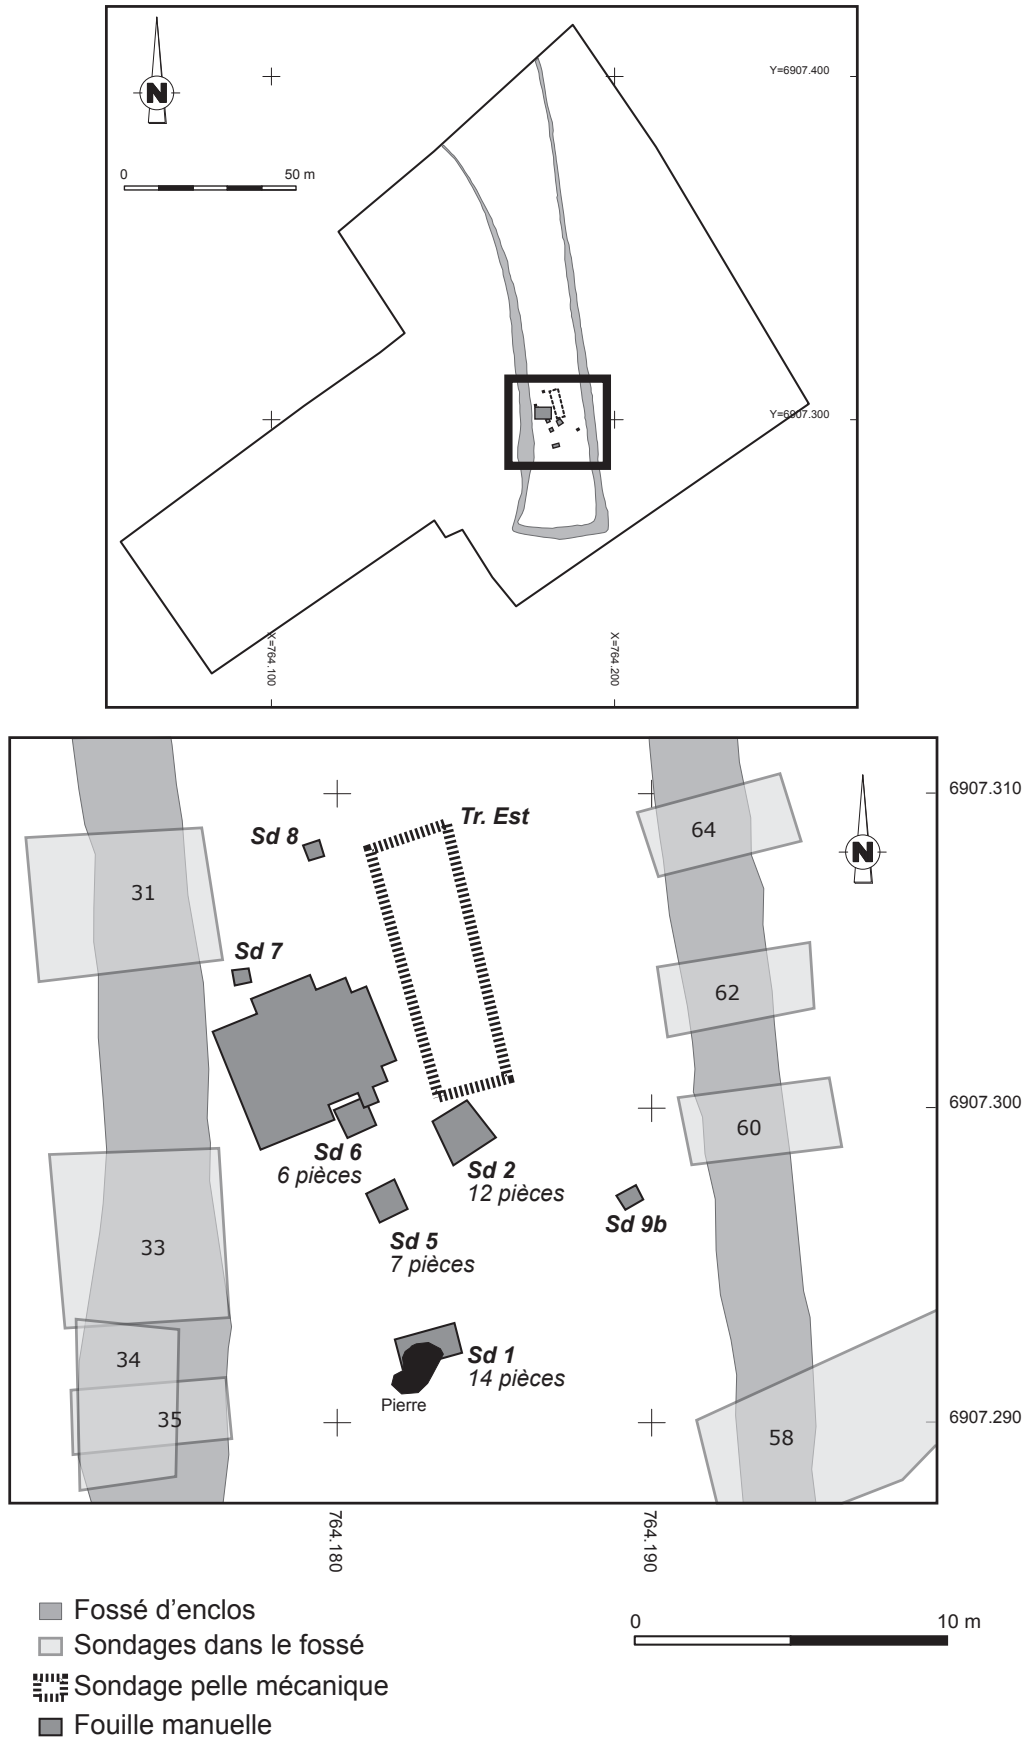 Y=6907.400
N
0 50 m
Y=6907.300
X=764.100
X=764.200
6907.310
Tr. Est
64
Sd 8
N
31
Sd 7
62
6907.300
60
Sd 6
6 pièces
Sd 2
12 pièces
Sd 9b
Sd 5
7 pièces
33
34
Sd 1
14 pièces
Pierre
35
6907.290
58
764.180
764.190
Fossé d'enclos
0 10 m
Sondages dans le fossé
Sondage pelle mécanique
Fouille manuelle